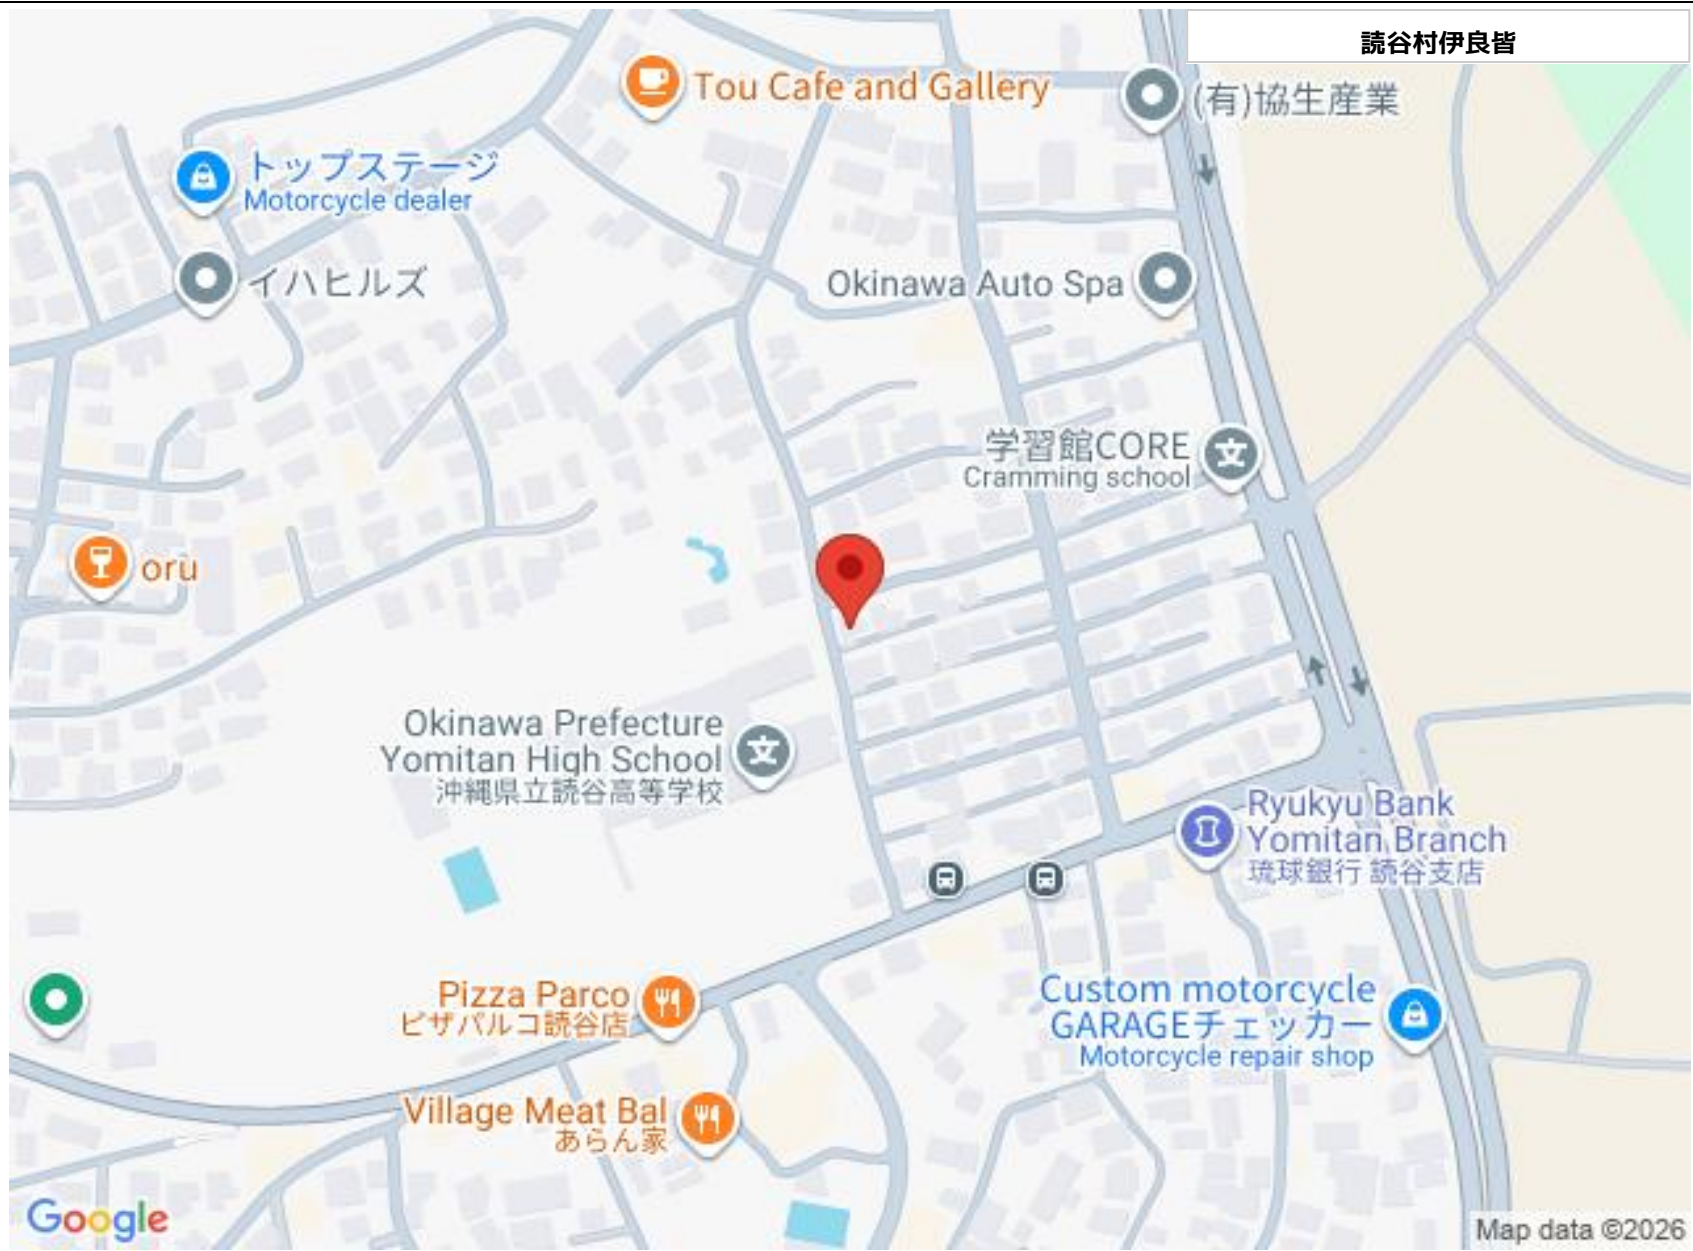 読谷村伊良皆
Tou Cafe and Gallery
(有)協生産業
トップステージ
Motorcycle dealer
イハヒルズ
Okinawa Auto Spa
学習館CORE
Cramming school
文
orü
Okinawa Prefecture
Yomitan High School
沖縄県立読谷高等学校
文
Ryukyu Bank
Yomitan Branch
琉球銀行 読谷支店
Pizza Parco
ピザパルコ読谷店
Custom motorcycle
GARAGEチェッカー
Motorcycle repair shop
Village Meat Bal
あらん家
Google
Map data ©2026